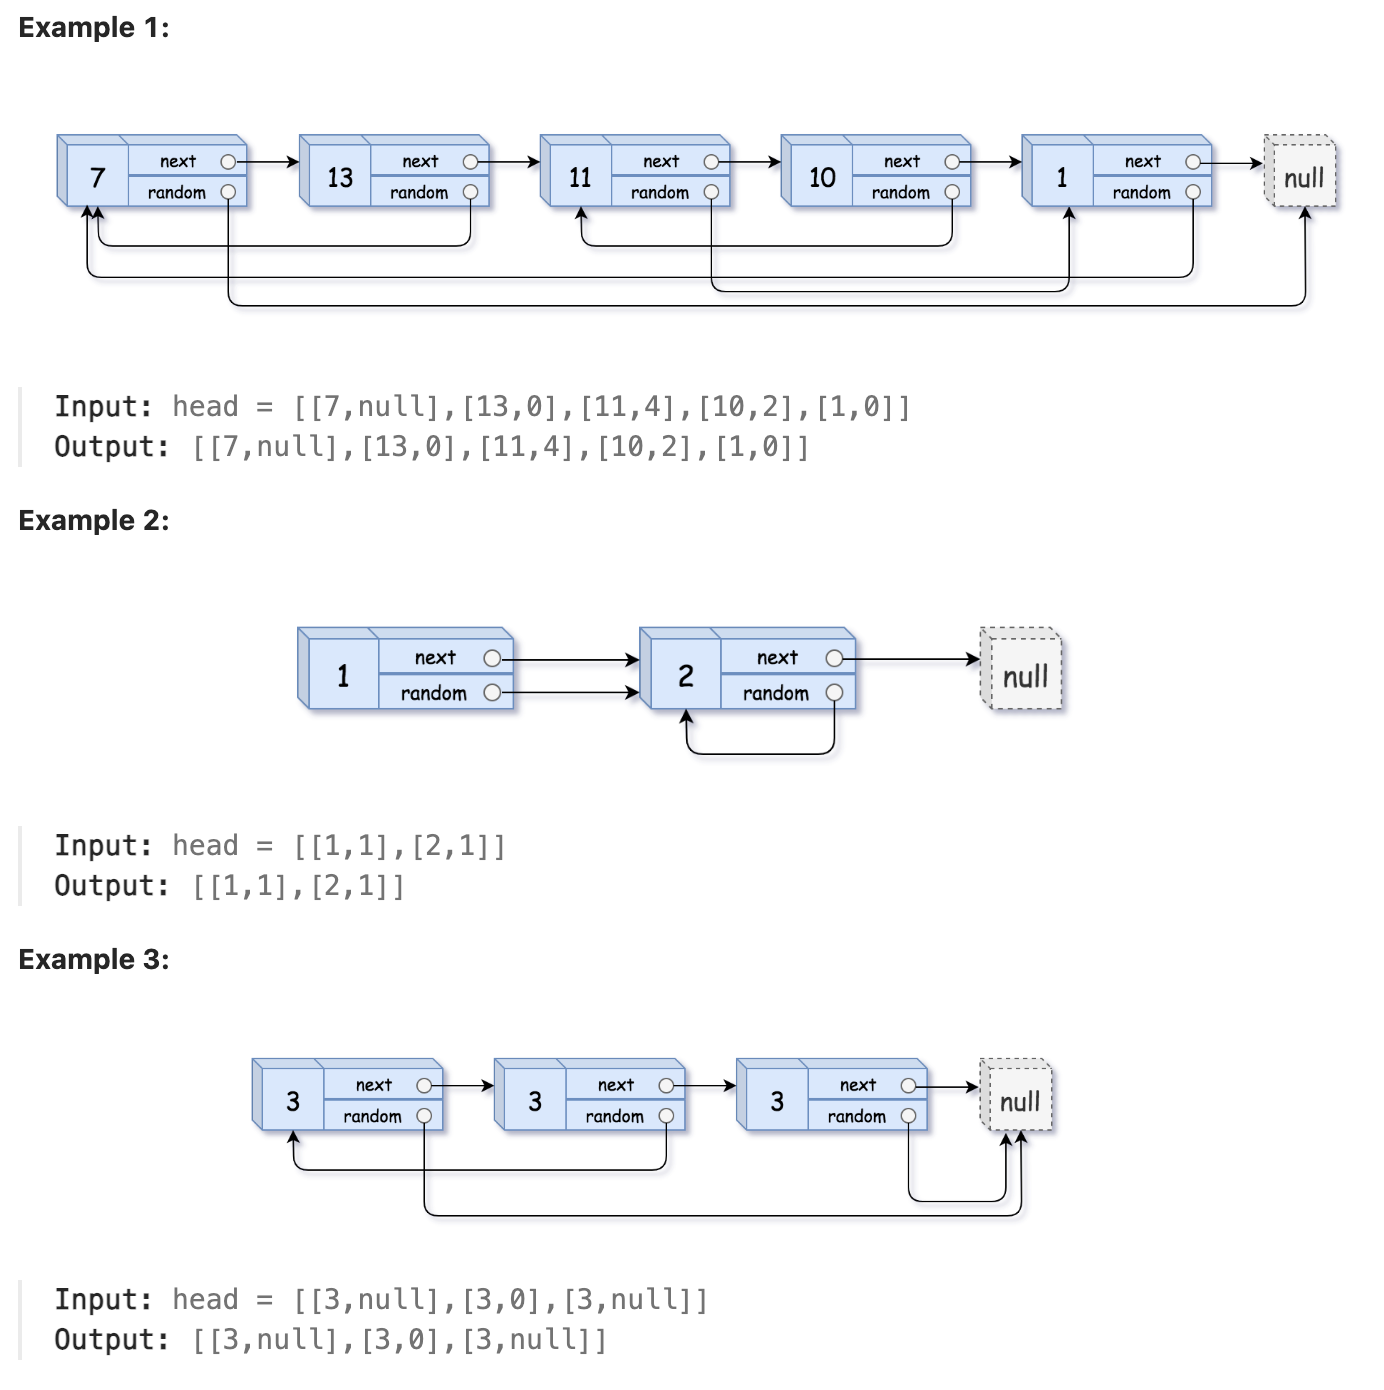 Example 1:
7 next random 13 next random 11 next random 10 next random 1 next random null
Input: head = [[7,null],[13,0],[11,4],[10,2],[1,0]]
Output: [[7,null],[13,0],[11,4],[10,2],[1,0]]
Example 2:
1 next random 2 next random null
Input: head = [[1,1],[2,1]]
Output: [[1,1],[2,1]]
Example 3:
3 next random 3 next random 3 next random null
Input: head = [[3,null],[3,0],[3,null]]
Output: [[3,null],[3,0],[3,null]]